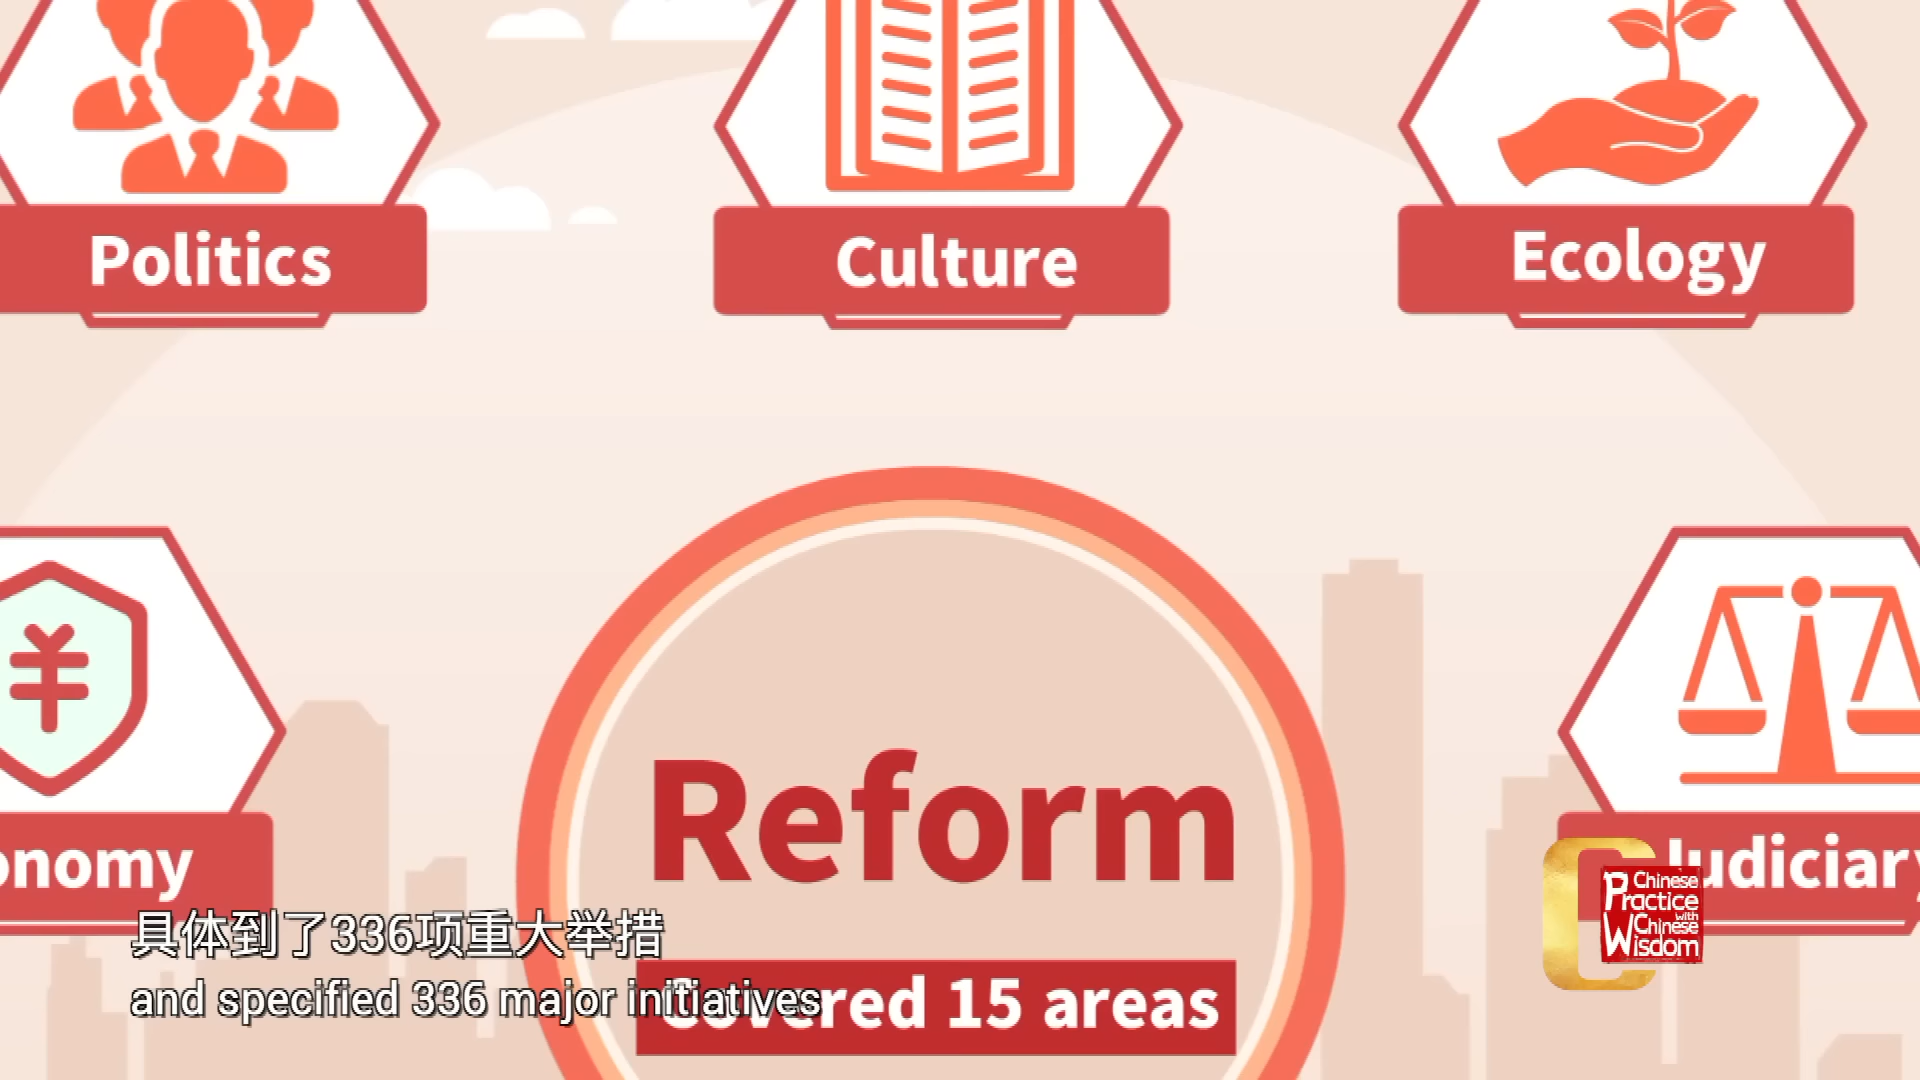 Politics
Culture
Ecology
onomy
Judiciary
Reform
Covered 15 areas
具体到了336项重大举措
and specified 336 major initiatives
Chinese
Practice
with
Chinese
Wisdom